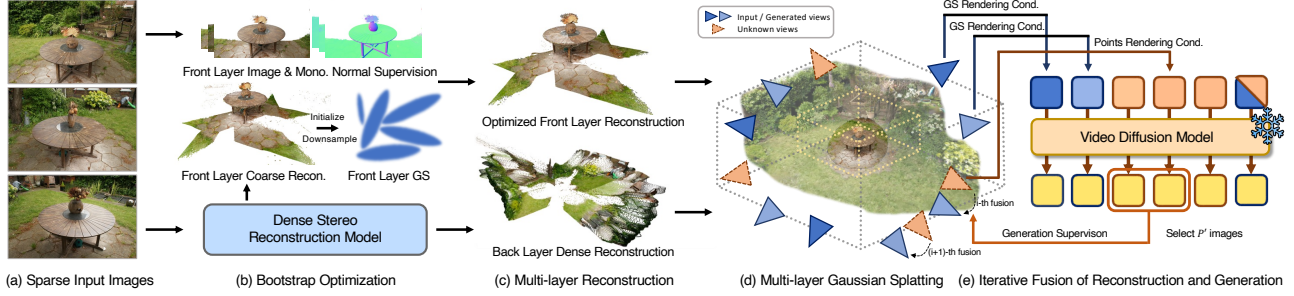 Input / Generated views
Unknown views
GS Rendering Cond.
GS Rendering Cond.
Points Rendering Cond.
Front Layer Image & Mono. Normal Supervision
Initialize
Downsample
Front Layer Coarse Recon.
Front Layer GS
Optimized Front Layer Reconstruction
Video Diffusion Model
Dense Stereo
Reconstruction Model
Back Layer Dense Reconstruction
i-th fusion
(i+1)-th fusion
Generation Supervison
Select P' images
(a) Sparse Input Images
(b) Bootstrap Optimization
(c) Multi-layer Reconstruction
(d) Multi-layer Gaussian Splatting
(e) Iterative Fusion of Reconstruction and Generation